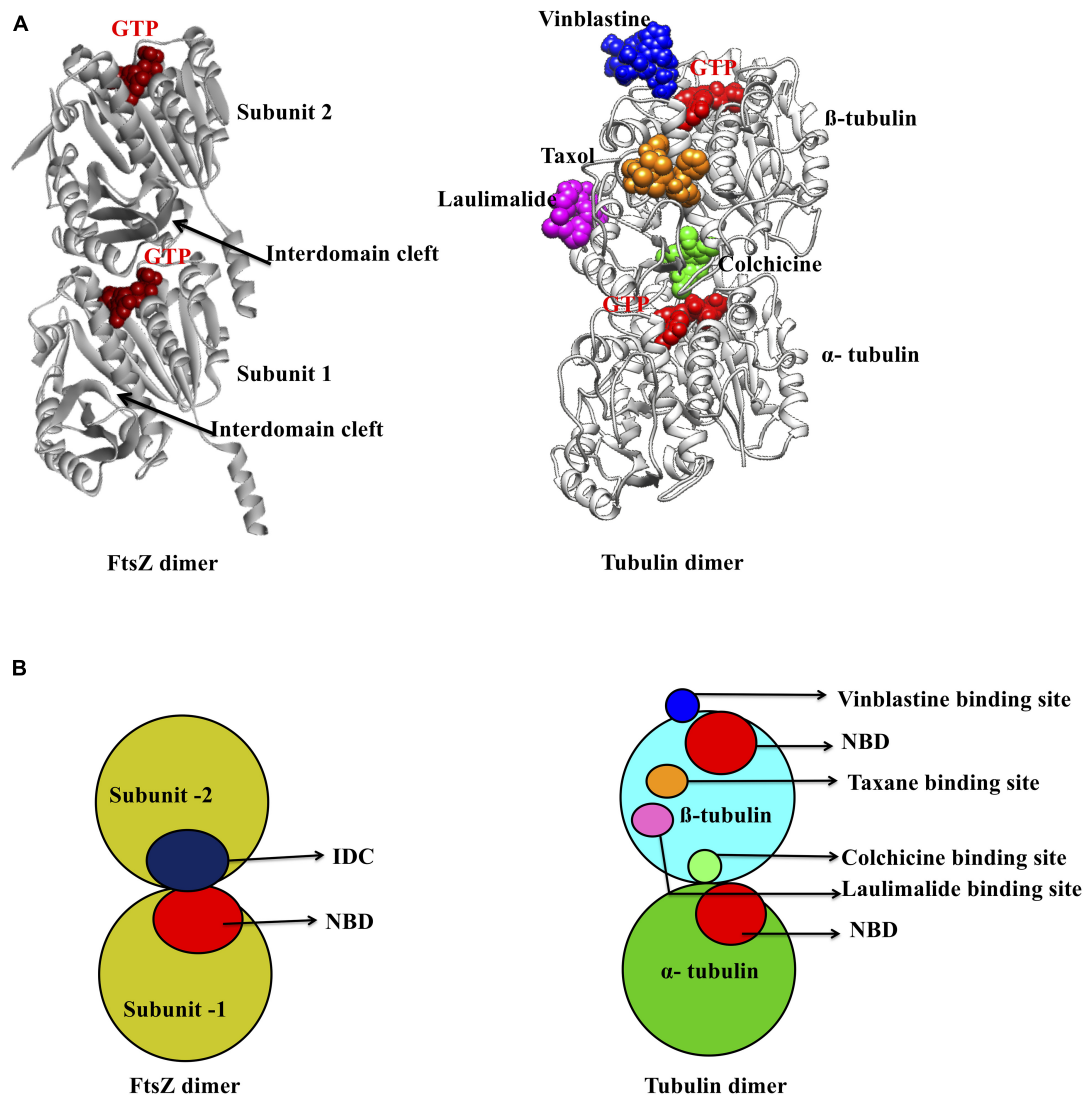 A
GTP
Subunit 2
Interdomain cleft
GTP
Subunit 1
Interdomain cleft
FtsZ dimer
Vinblastine
GTP
ß-tubulin
Taxol
Laulimalide
Colchicine
GTP
α- tubulin
Tubulin dimer
B
Subunit -2
IDC
NBD
Subunit -1
FtsZ dimer
Vinblastine binding site
NBD
Taxane binding site
ß-tubulin
Colchicine binding site
Laulimalide binding site
NBD
α- tubulin
Tubulin dimer